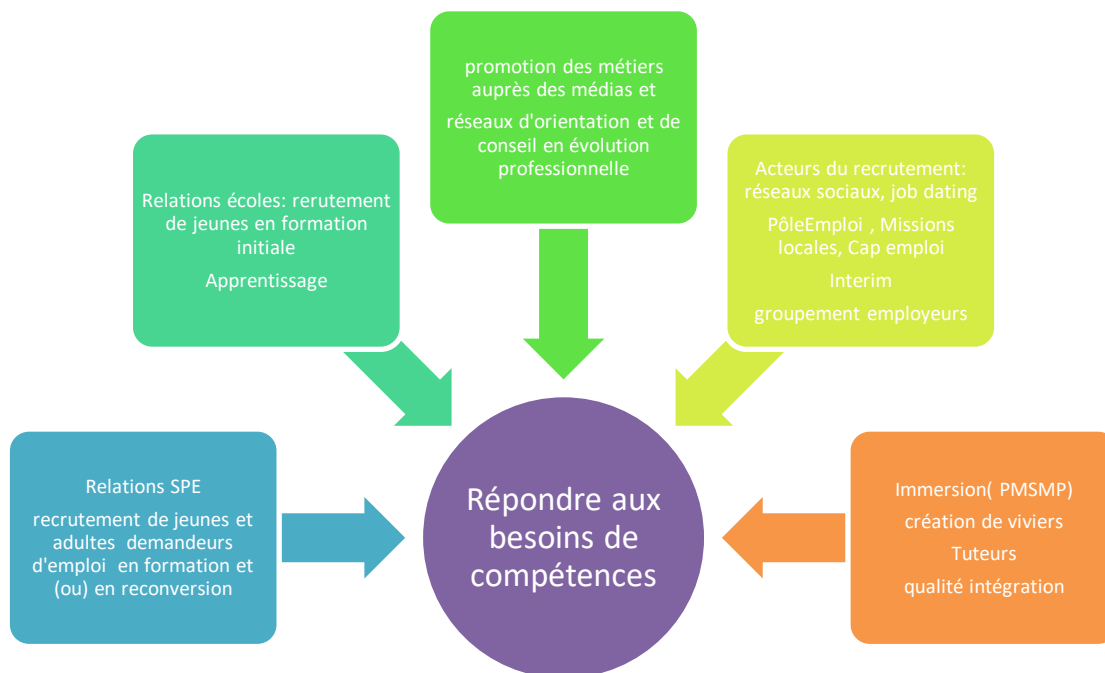 promotion des métiers
auprès des médias et
réseaux d'orientation et de
conseil en évolution
professionnelle
Relations écoles: rerutement
de jeunes en formation
initiale
Apprentissage
Acteurs du recrutement:
réseaux sociaux, job dating
PôleEmploi , Missions
locales, Cap emploi
Interim
groupement employeurs
Relations SPE
recrutement de jeunes et
adultes demandeurs
d'emploi en formation et
(ou) en reconversion
Répondre aux
besoins de
compétences
Immersion( PMSMP)
création de viviers
Tuteurs
qualité intégration